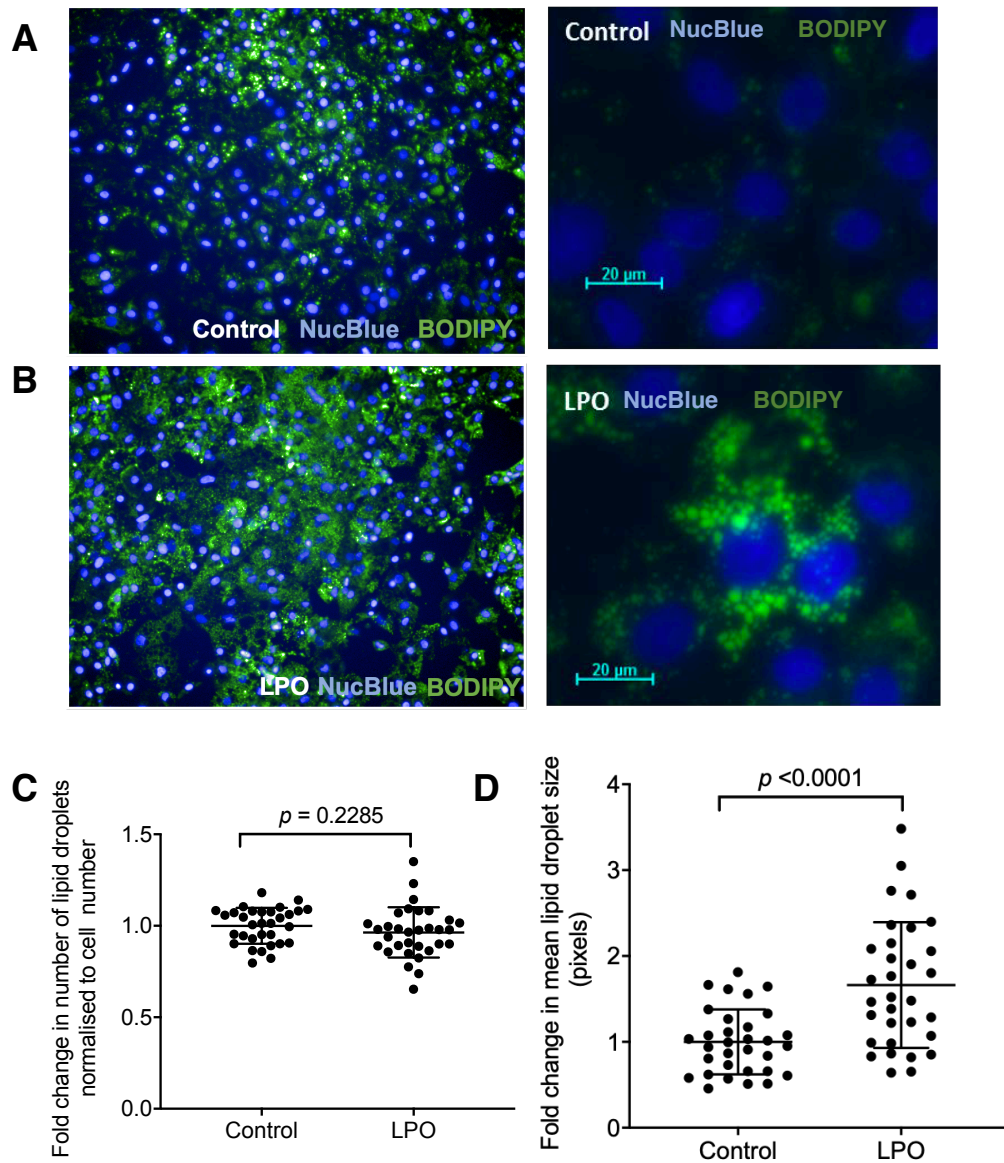 A
Control NucBlue BODIPY
Control NucBlue BODIPY
20 µm
B
LPO NucBlue BODIPY
LPO NucBlue BODIPY
20 µm
C
Fold change in number of lipid droplets
normalised to cell number
p = 0.2285
1.5
1.0
0.5
0.0
Control LPO
D
Fold change in mean lipid droplet size
(pixels)
p <0.0001
4
3
2
1
0
Control LPO